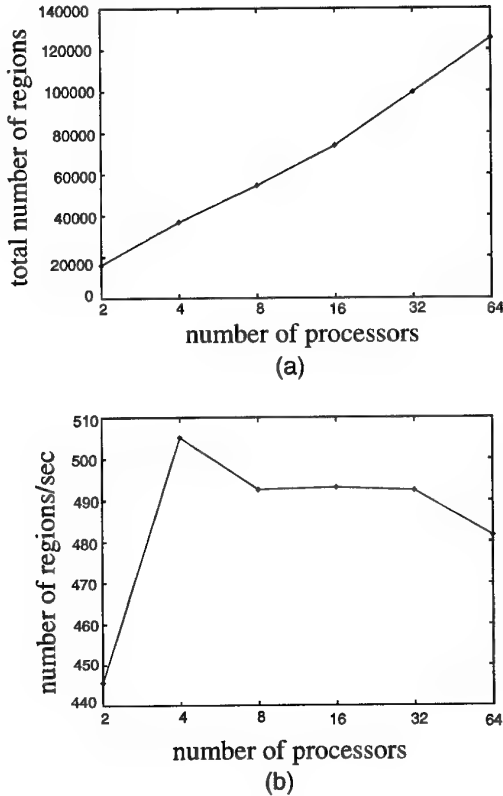 140000
120000
100000
80000
60000
40000
20000
0
total number of regions
2 4 8 16 32 64
number of processors
(a)
510
500
490
480
470
460
450
440
number of regions/sec
2 4 8 16 32 64
number of processors
(b)